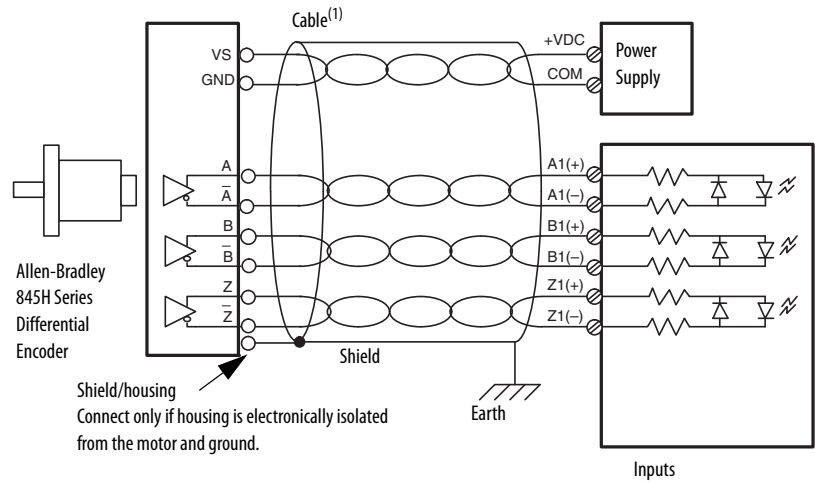 Cable(1)
VS
GND
+VDC
COM
Power
Supply
A
A̅
B
B̅
Z
Z̅
A1(+)
A1(–)
B1(+)
B1(–)
Z1(+)
Z1(–)
Allen-Bradley
845H Series
Differential
Encoder
Shield
Shield/housing
Connect only if housing is electronically isolated
from the motor and ground.
Earth
Inputs